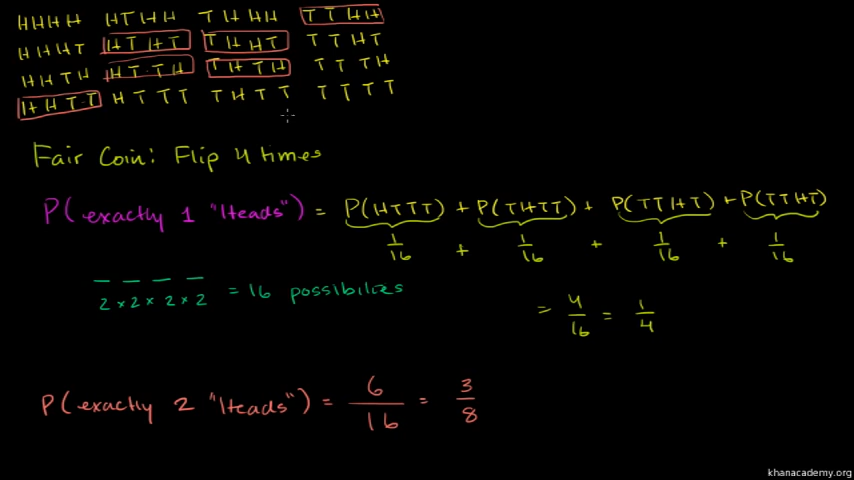 HHHH HTHH THHH TTHH
HHHT HTHT THHT TTHT
HHTH HTTH THTH TTTH
HHTT HTTT THTT TTTT
Fair Coin: Flip 4 times
P(exactly 1 "Heads") = P(HTTT) + P(THTT) + P(TTHT) + P(TTHT)
1/16 + 1/16 + 1/16 + 1/16
2 × 2 × 2 × 2 = 16 possibilies
= 4/16 = 1/4
P(exactly 2 "Heads") = 6/16 = 3/8
khanacademy.org